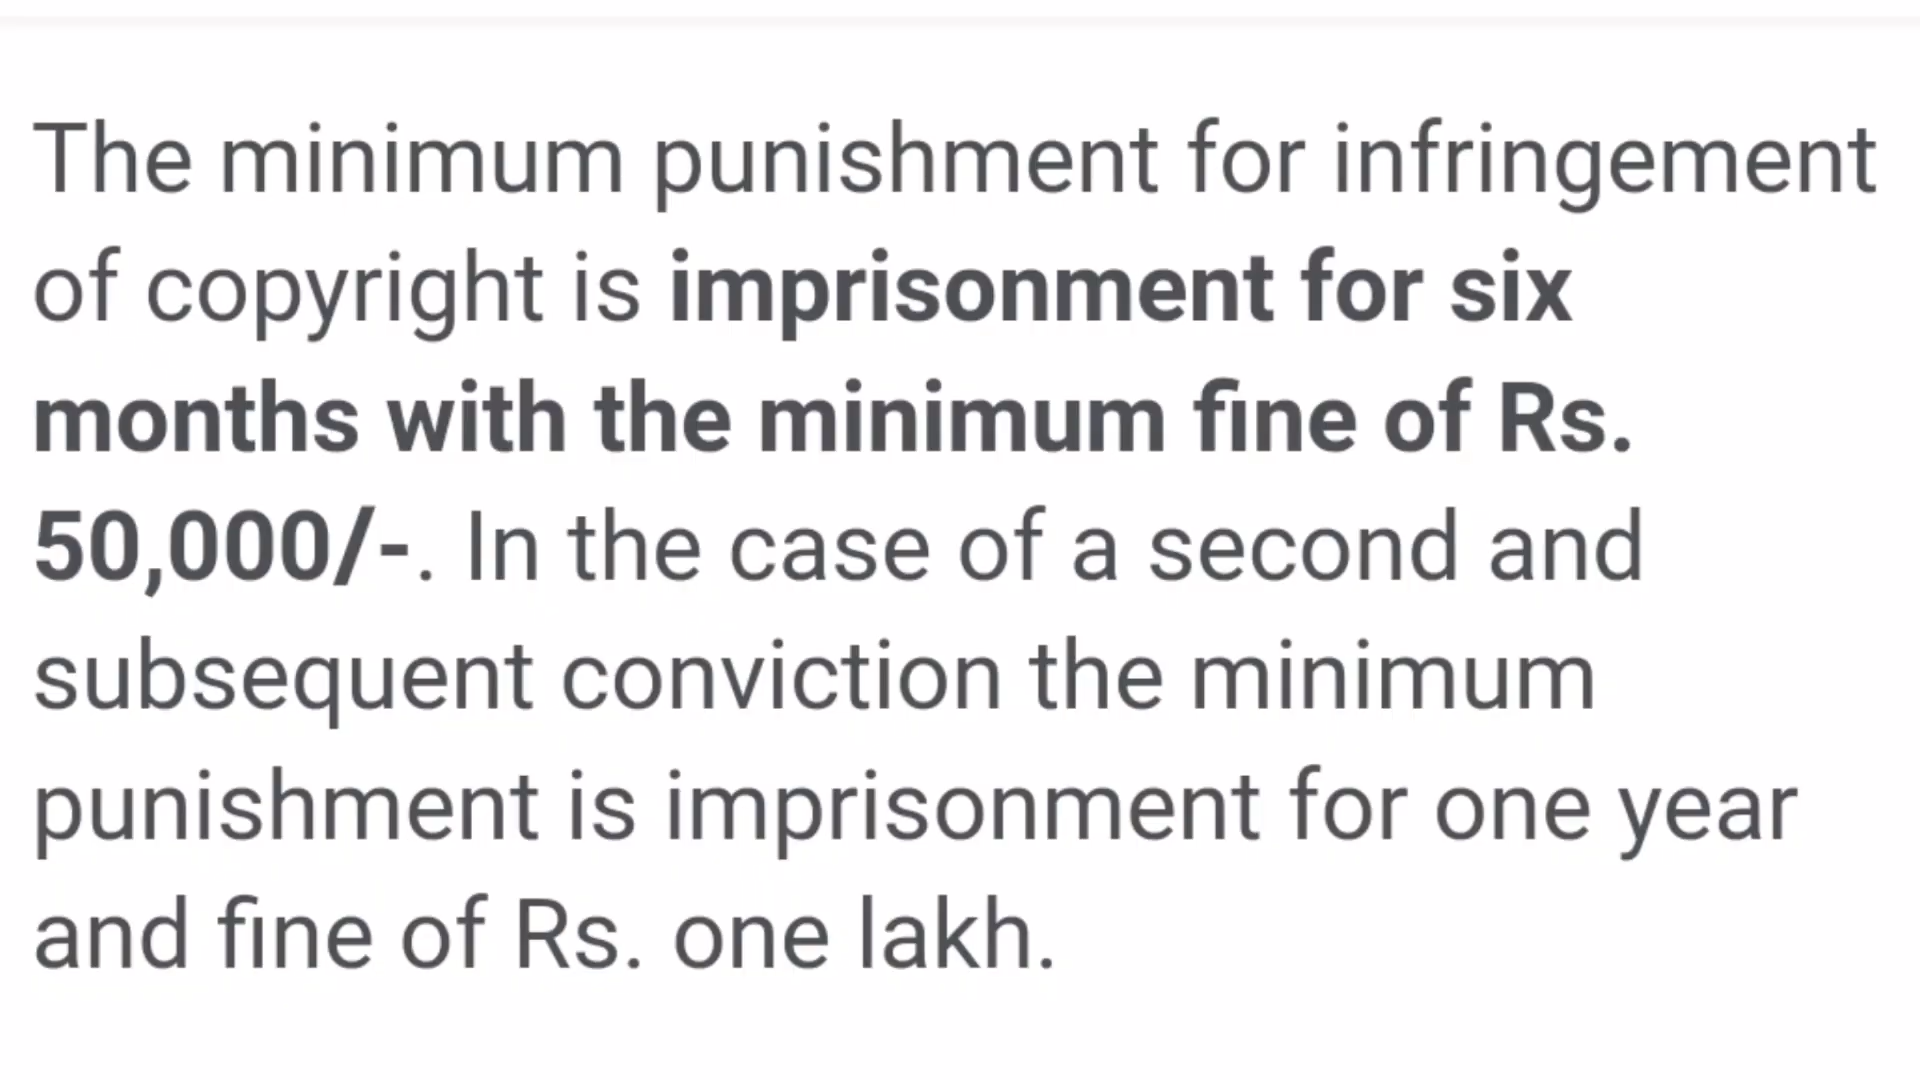 The minimum punishment for infringement
of copyright is imprisonment for six
months with the minimum fine of Rs.
50,000/-. In the case of a second and
subsequent conviction the minimum
punishment is imprisonment for one year
and fine of Rs. one lakh.